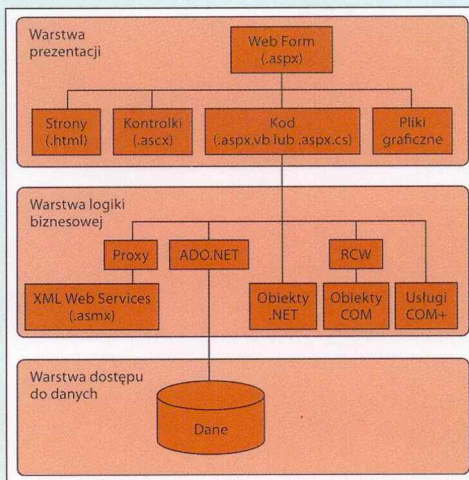 Warstwa
prezentacji
Web Form
(.aspx)
Strony
(.html)
Kontrolki
(.ascx)
Kod
(.aspx.vb lub .aspx.cs)
Pliki
graficzne
Warstwa logiki
biznesowej
Proxy
ADO.NET
RCW
XML Web Services
(.asmx)
Obiekty
.NET
Obiekty
COM
Usługi
COM+
Warstwa dostępu
do danych
Dane